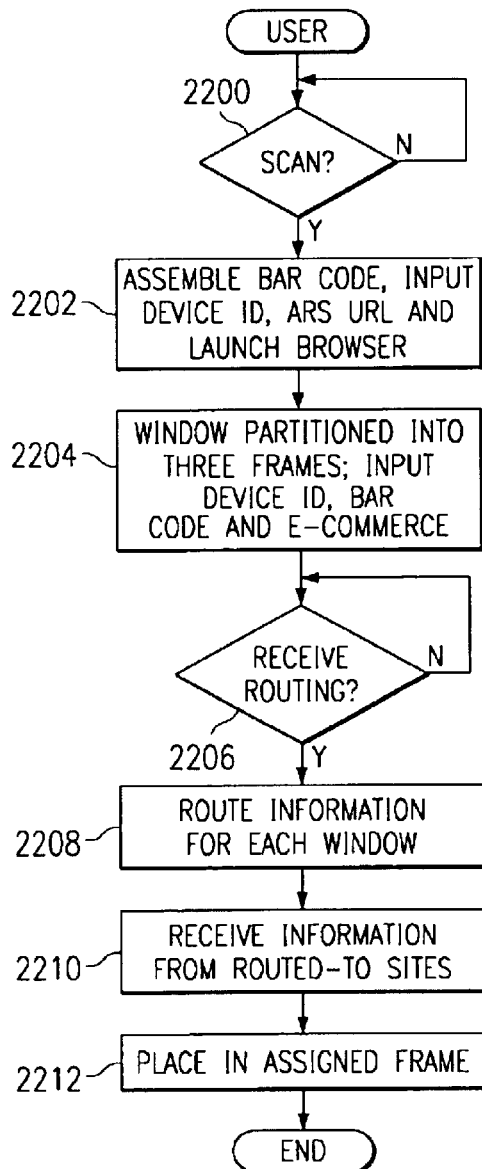 USER
2200
SCAN?
N
Y
2202
ASSEMBLE BAR CODE, INPUT
DEVICE ID, ARS URL AND
LAUNCH BROWSER
2204
WINDOW PARTITIONED INTO
THREE FRAMES; INPUT
DEVICE ID, BAR
CODE AND E-COMMERCE
RECEIVE
ROUTING?
N
2206
Y
2208
ROUTE INFORMATION
FOR EACH WINDOW
2210
RECEIVE INFORMATION
FROM ROUTED-TO SITES
2212
PLACE IN ASSIGNED FRAME
END